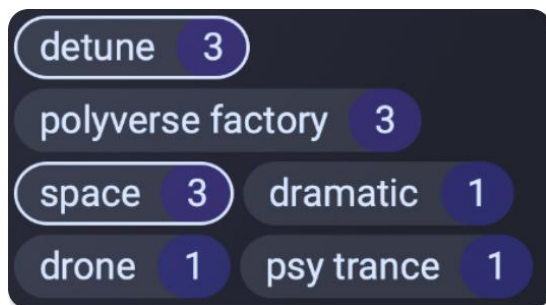 detune 3
polyverse factory 3
space 3 dramatic 1
drone 1 psy trance 1